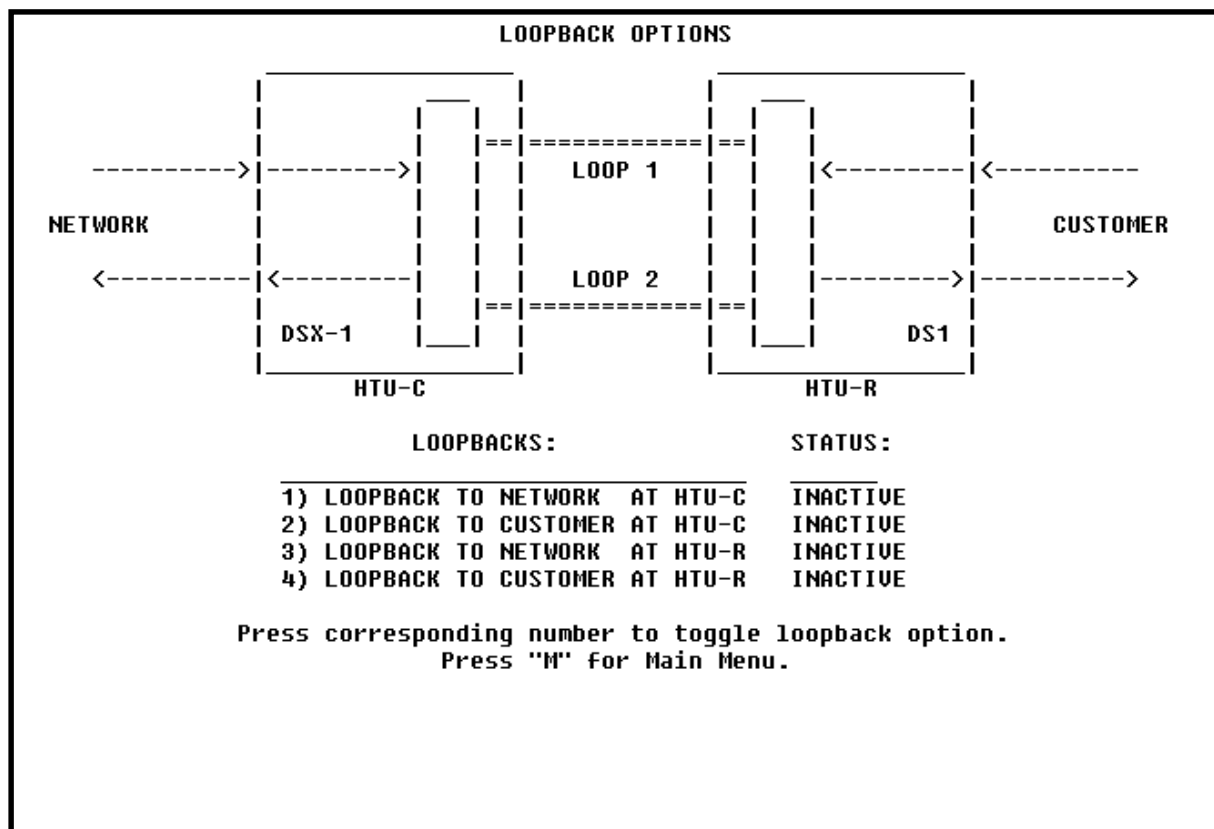 LOOPBACK OPTIONS
LOOP 1
NETWORK
CUSTOMER
LOOP 2
DSX-1
DS1
HTU-C
HTU-R
LOOPBACKS: STATUS:
1) LOOPBACK TO NETWORK AT HTU-C INACTIVE
2) LOOPBACK TO CUSTOMER AT HTU-C INACTIVE
3) LOOPBACK TO NETWORK AT HTU-R INACTIVE
4) LOOPBACK TO CUSTOMER AT HTU-R INACTIVE
Press corresponding number to toggle loopback option.
Press "M" for Main Menu.